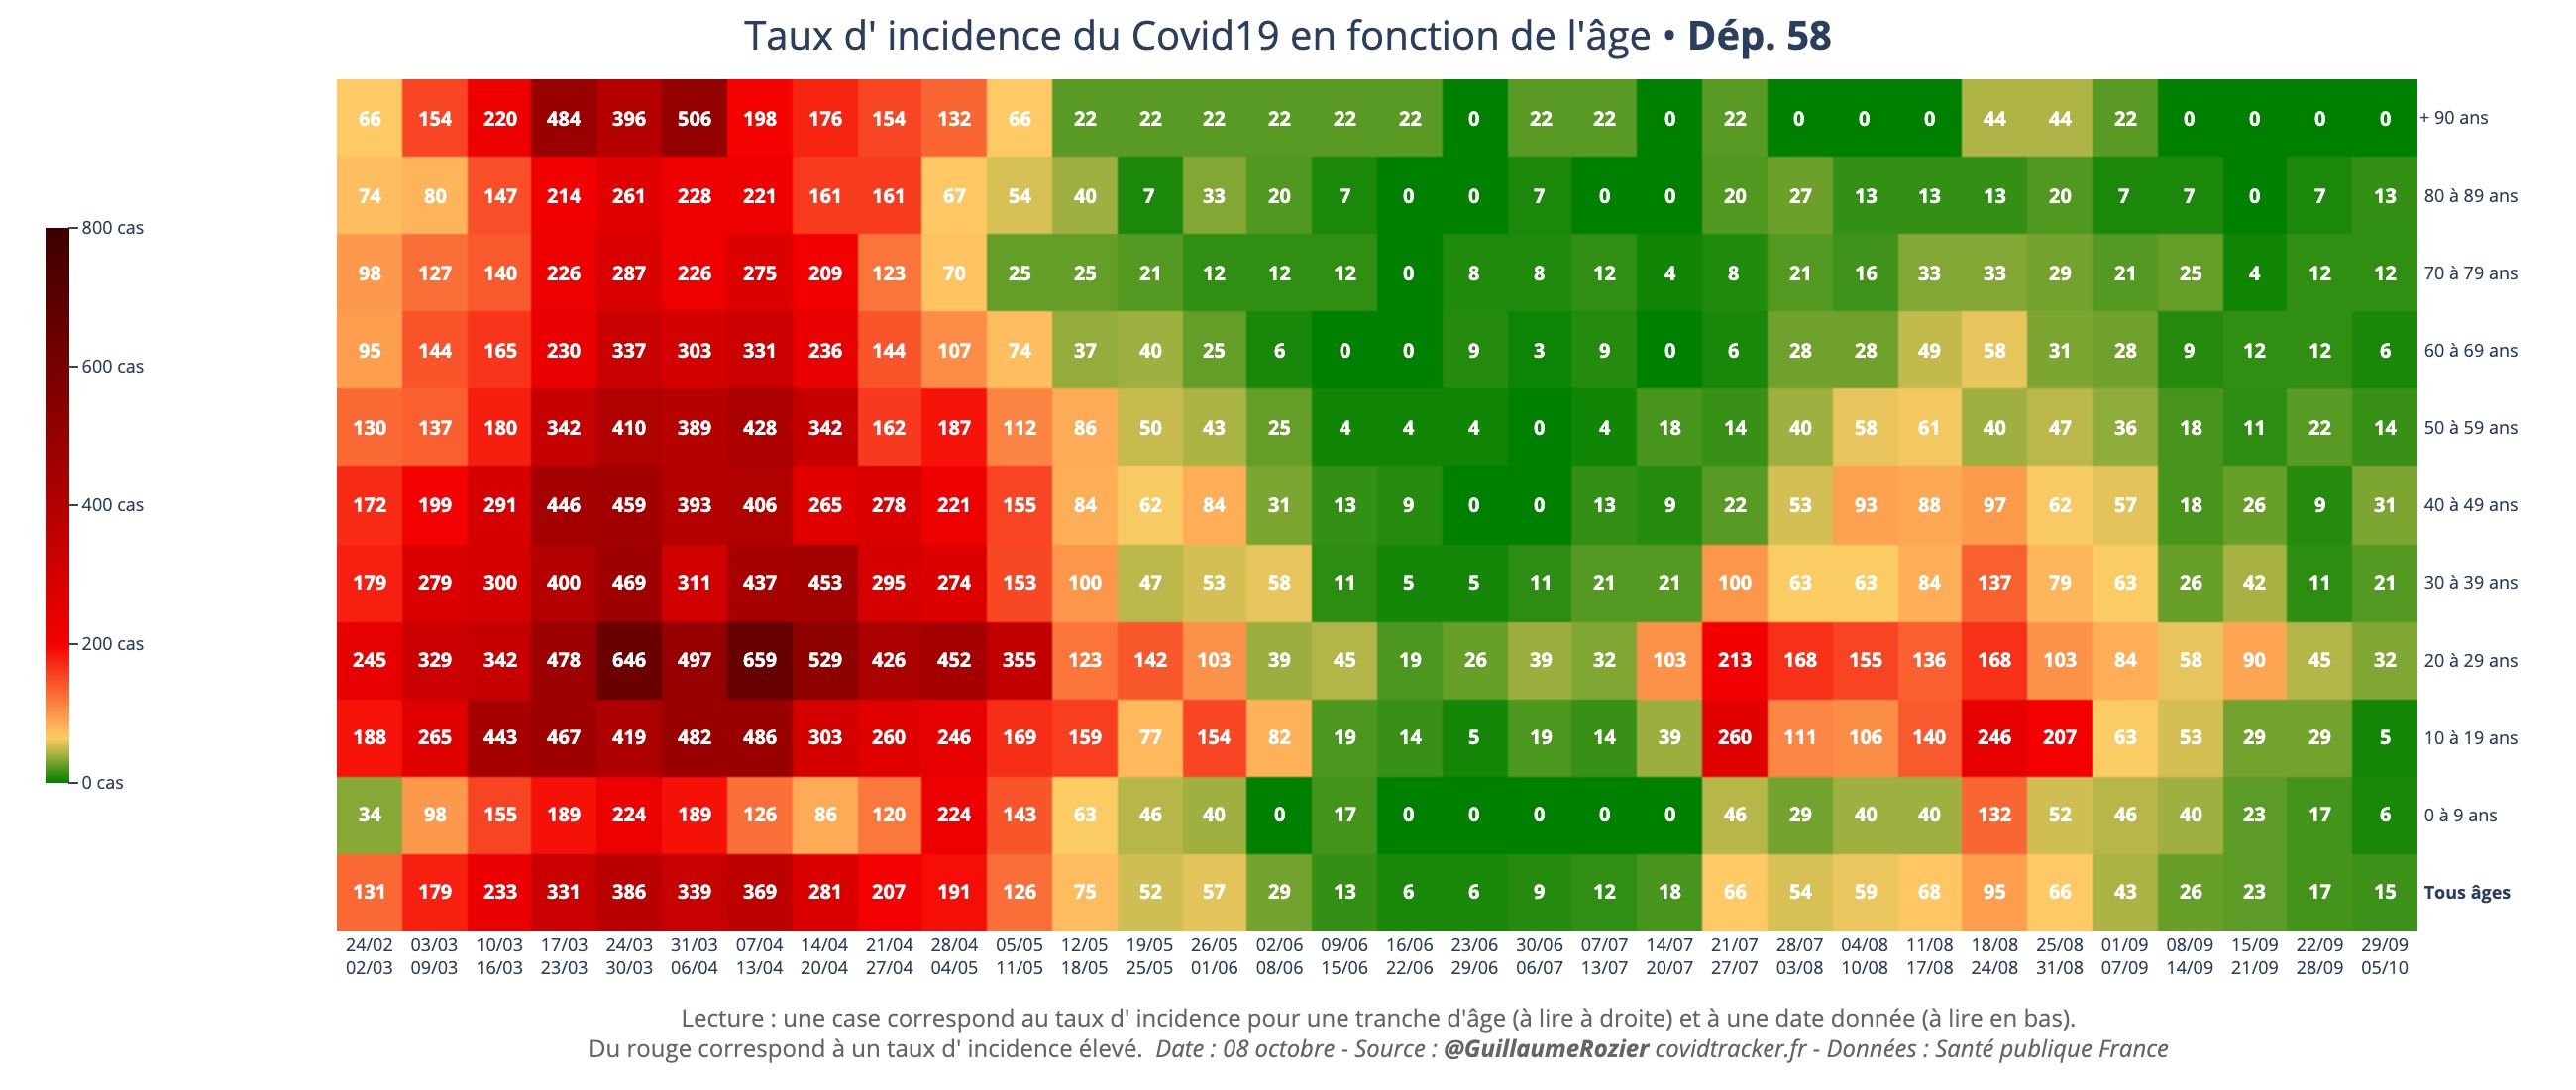 Taux d' incidence du Covid19 en fonction de l'âge • Dép. 58
800 cas
600 cas
400 cas
200 cas
0 cas
66 154 220 484 396 506 198 176 154 132 66 22 22 22 22 22 22 0 22 22 0 22 0 0 0 44 44 22 0 0 0 0 + 90 ans
74 80 147 214 261 228 221 161 161 67 54 40 7 33 20 7 0 0 7 0 0 20 27 13 13 13 20 7 7 0 7 13 80 à 89 ans
98 127 140 226 287 226 275 209 123 70 25 25 21 12 12 12 0 8 8 12 4 8 21 16 33 33 29 21 25 4 12 12 70 à 79 ans
95 144 165 230 337 303 331 236 144 107 74 37 40 25 6 0 0 9 3 9 0 6 28 28 49 58 31 28 9 12 12 6 60 à 69 ans
130 137 180 342 410 389 428 342 162 187 112 86 50 43 25 4 4 4 0 4 18 14 40 58 61 40 47 36 18 11 22 14 50 à 59 ans
172 199 291 446 459 393 406 265 278 221 155 84 62 84 31 13 9 0 0 13 9 22 53 93 88 97 62 57 18 26 9 31 40 à 49 ans
179 279 300 400 469 311 437 453 295 274 153 100 47 53 58 11 5 5 11 21 21 100 63 63 84 137 79 63 26 42 11 21 30 à 39 ans
245 329 342 478 646 497 659 529 426 452 355 123 142 103 39 45 19 26 39 32 103 213 168 155 136 168 103 84 58 90 45 32 20 à 29 ans
188 265 443 467 419 482 486 303 260 246 169 159 77 154 82 19 14 5 19 14 39 260 111 106 140 246 207 63 53 29 29 5 10 à 19 ans
34 98 155 189 224 189 126 86 120 224 143 63 46 40 0 17 0 0 0 0 0 46 29 40 40 132 52 46 40 23 17 6 0 à 9 ans
131 179 233 331 386 339 369 281 207 191 126 75 52 57 29 13 6 6 9 12 18 66 54 59 68 95 66 43 26 23 17 15 Tous âges
24/02 03/03 10/03 17/03 24/03 31/03 07/04 14/04 21/04 28/04 05/05 12/05 19/05 26/05 02/06 09/06 16/06 23/06 30/06 07/07 14/07 21/07 28/07 04/08 11/08 18/08 25/08 01/09 08/09 15/09 22/09 29/09
02/03 09/03 16/03 23/03 30/03 06/04 13/04 20/04 27/04 04/05 11/05 18/05 25/05 01/06 08/06 15/06 22/06 29/06 06/07 13/07 20/07 27/07 03/08 10/08 17/08 24/08 31/08 07/09 14/09 21/09 28/09 05/10
Lecture : une case correspond au taux d' incidence pour une tranche d'âge (à lire à droite) et à une date donnée (à lire en bas).
Du rouge correspond à un taux d' incidence élevé. Date : 08 octobre - Source : @GuillaumeRozier covidtracker.fr - Données : Santé publique France